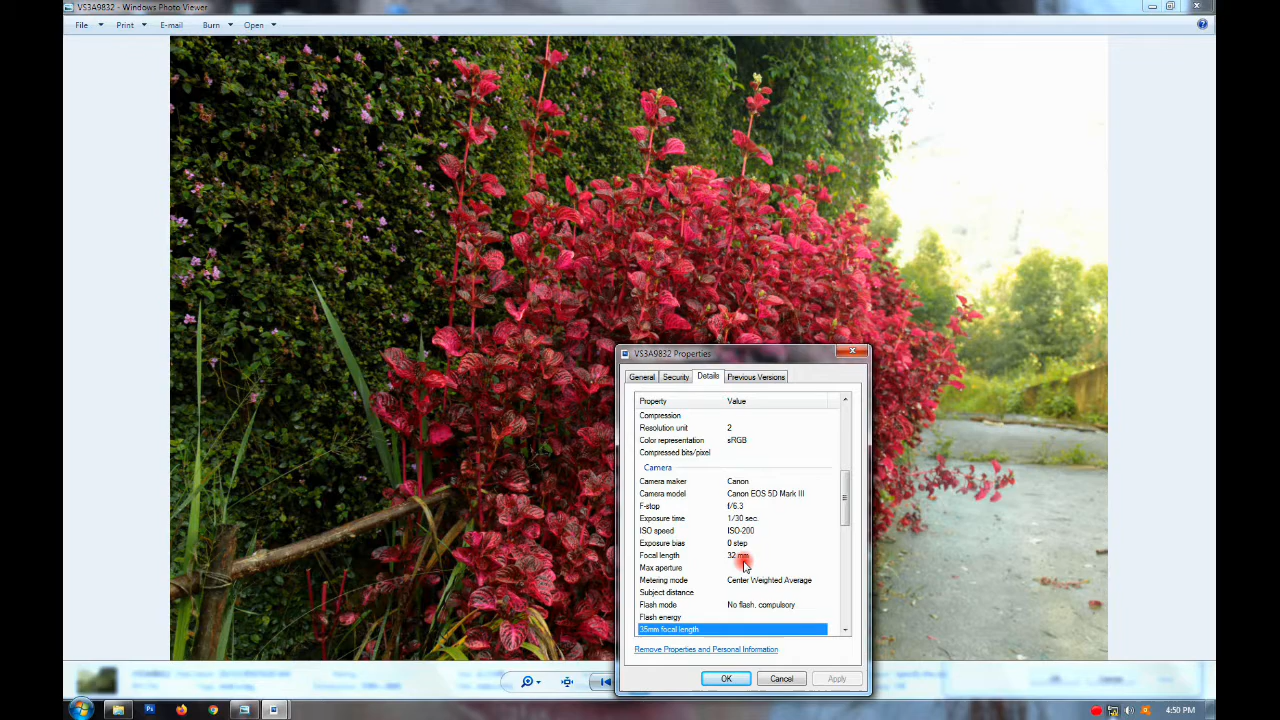 VS3A9832 - Windows Photo Viewer
File Print E-mail Burn Open
VS3A9832 Properties
General Security Details Previous Versions
Property Value
Compression
Resolution unit 2
Color representation sRGB
Compressed bits/pixel
Camera
Camera maker Canon
Camera model Canon EOS 5D Mark III
F-stop f/6.3
Exposure time 1/30 sec.
ISO speed ISO-200
Exposure bias 0 step
Focal length 32 mm
Max aperture
Metering mode Center Weighted Average
Subject distance
Flash mode No flash, compulsory
Flash energy
35mm focal length
Remove Properties and Personal Information
OK Cancel Apply
4:50 PM